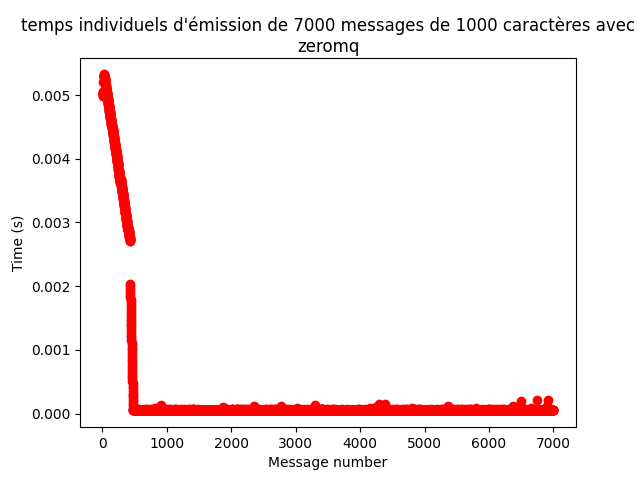 temps individuels d'émission de 7000 messages de 1000 caractères avec
zeromq
Time (s)
0.005
0.004
0.003
0.002
0.001
0.000
0 1000 2000 3000 4000 5000 6000 7000
Message number